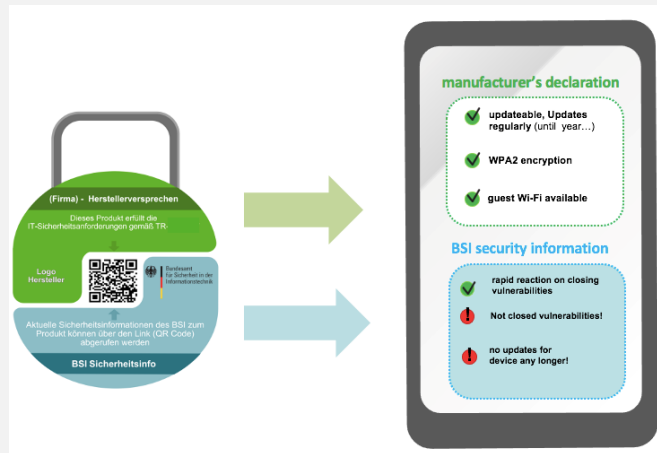 (Firma) - Herstellerversprechen
Dieses Produkt erfüllt die
IT-Sicherheitsanforderungen gemäß TR-
Logo
Hersteller
Bundesamt
für Sicherheit in der
Informationstechnik
Aktuelle Sicherheitsinformationen des BSI zum
Produkt können über den Link (QR Code)
abgerufen werden
BSI Sicherheitsinfo
manufacturer's declaration
updateable, Updates
regularly (until year...)
WPA2 encryption
guest Wi-Fi available
BSI security information
rapid reaction on closing
vulnerabilities
Not closed vulnerabilities!
no updates for
device any longer!